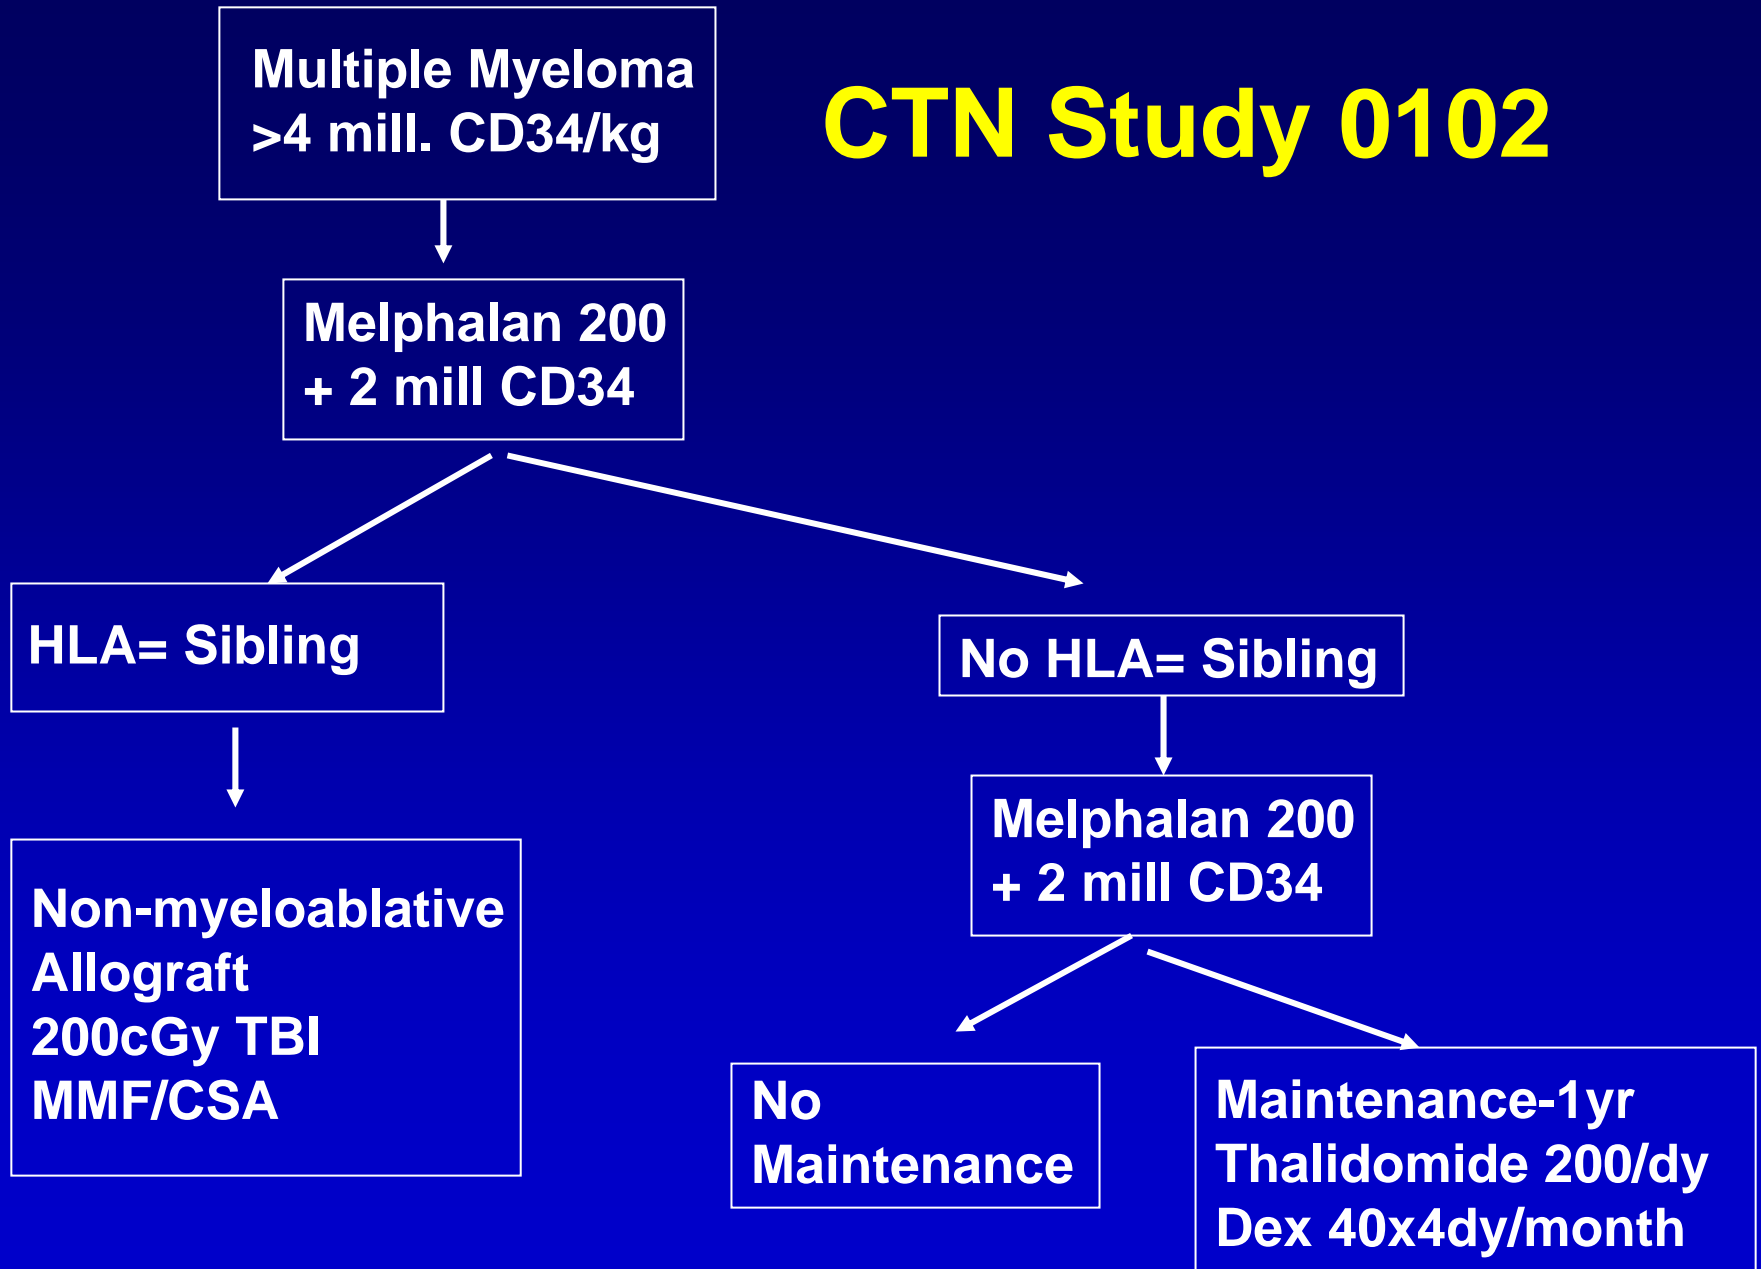 Multiple Myeloma
>4 mill. CD34/kg
CTN Study 0102
Melphalan 200
+ 2 mill CD34
HLA= Sibling
No HLA= Sibling
Non-myeloablative
Allograft
200cGy TBI
MMF/CSA
Melphalan 200
+ 2 mill CD34
No
Maintenance
Maintenance-1yr
Thalidomide 200/dy
Dex 40x4dy/month